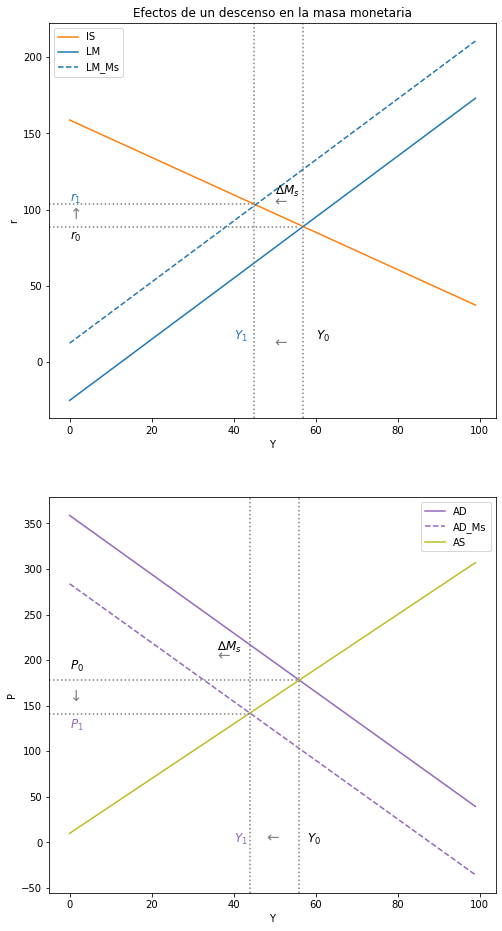 Efectos de un descenso en la masa monetaria
IS
LM
LM_Ms
200
150
100
50
0
r
r₁
↑
r₀
ΔMₛ
←
Y₁
←
Y₀
0 20 40 60 80 100
Y
AD
AD_Ms
AS
350
300
250
200
150
100
50
0
−50
P
ΔMₛ
←
P₀
↓
P₁
Y₁ ← Y₀
0 20 40 60 80 100
Y